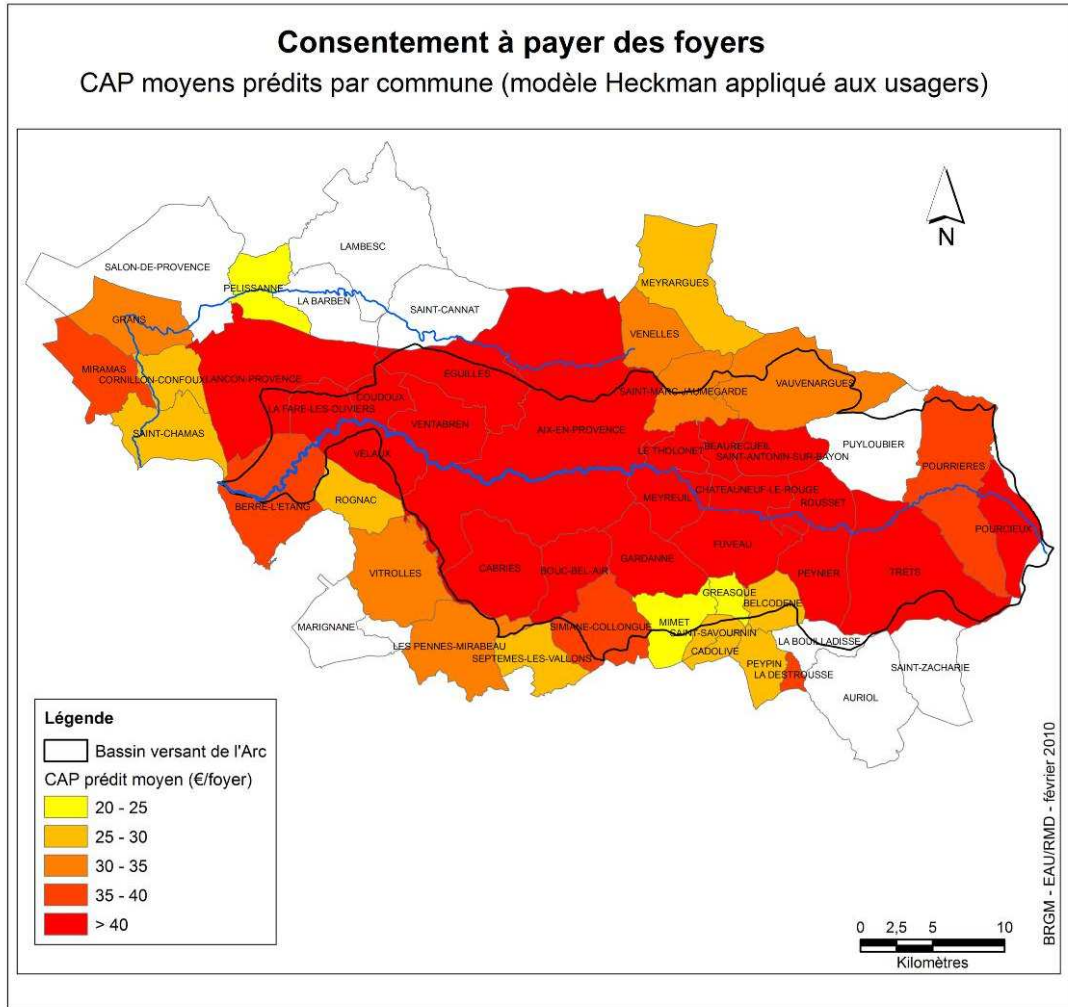 Consentement à payer des foyers
CAP moyens prédits par commune (modèle Heckman appliqué aux usagers)
N
LAMBESC
SALON-DE-PROVENCE
MEYRARGUES
PELISSANNE
LA BARBEN
SAINT-CANNAT
GRANS
VENELLES
MIRAMAS
EGUILLES
CORNILLON-CONFOUX
LANCON-PROVENCE
VAUVENARGUES
SAINT-MARC-JAUMEGARDE
COUDOUX
LA FARE-LES-OLIVIERS
VENTABREN
SAINT-CHAMAS
AIX-EN-PROVENCE
PUYLOUBIER
LE THOLONET
BEAURECUEIL
SAINT-ANTONIN-SUR-BAYON
VELAUX
POURRIERES
CHATEAUNEUF-LE-ROUGE
MEYREUIL
ROGNAC
ROUSSET
BERRE-L'ETANG
POURCIEUX
FUVEAU
GARDANNE
CABRIES
BOUC-BEL-AIR
PEYNIER
TRETS
VITROLLES
GREASQUE
BELCODENE
MIMET
SIMIANE-COLLONGUE
MARIGNANE
SAINT-SAVOURNIN
LA BOUILLADISSE
LES PENNES-MIRABEAU
CADOLIVE
SEPTEMES-LES-VALLONS
PEYPIN
SAINT-ZACHARIE
LA DESTROUSSE
AURIOL
Légende
Bassin versant de l'Arc
CAP prédit moyen (€/foyer)
20 - 25
25 - 30
30 - 35
35 - 40
> 40
0 2,5 5 10
Kilomètres
BRGM - EAU/RMD - février 2010